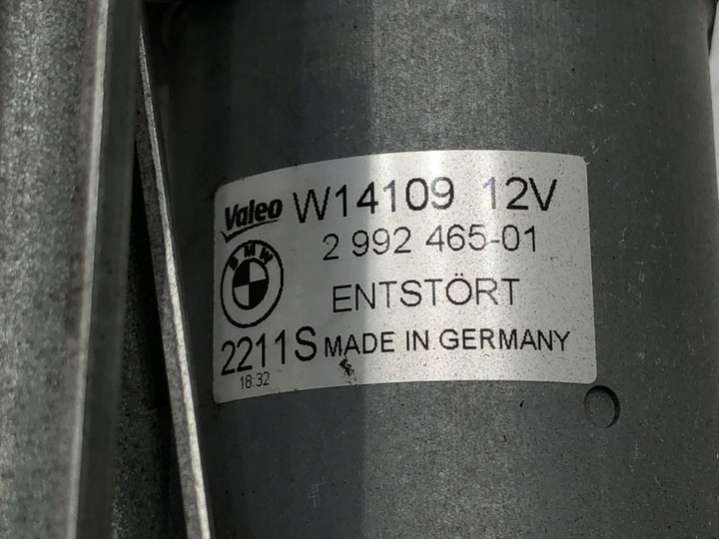 Valeo W14109 12V
2 992 465-01
BMW
ENTSTÖRT
2211S MADE IN GERMANY
18:32